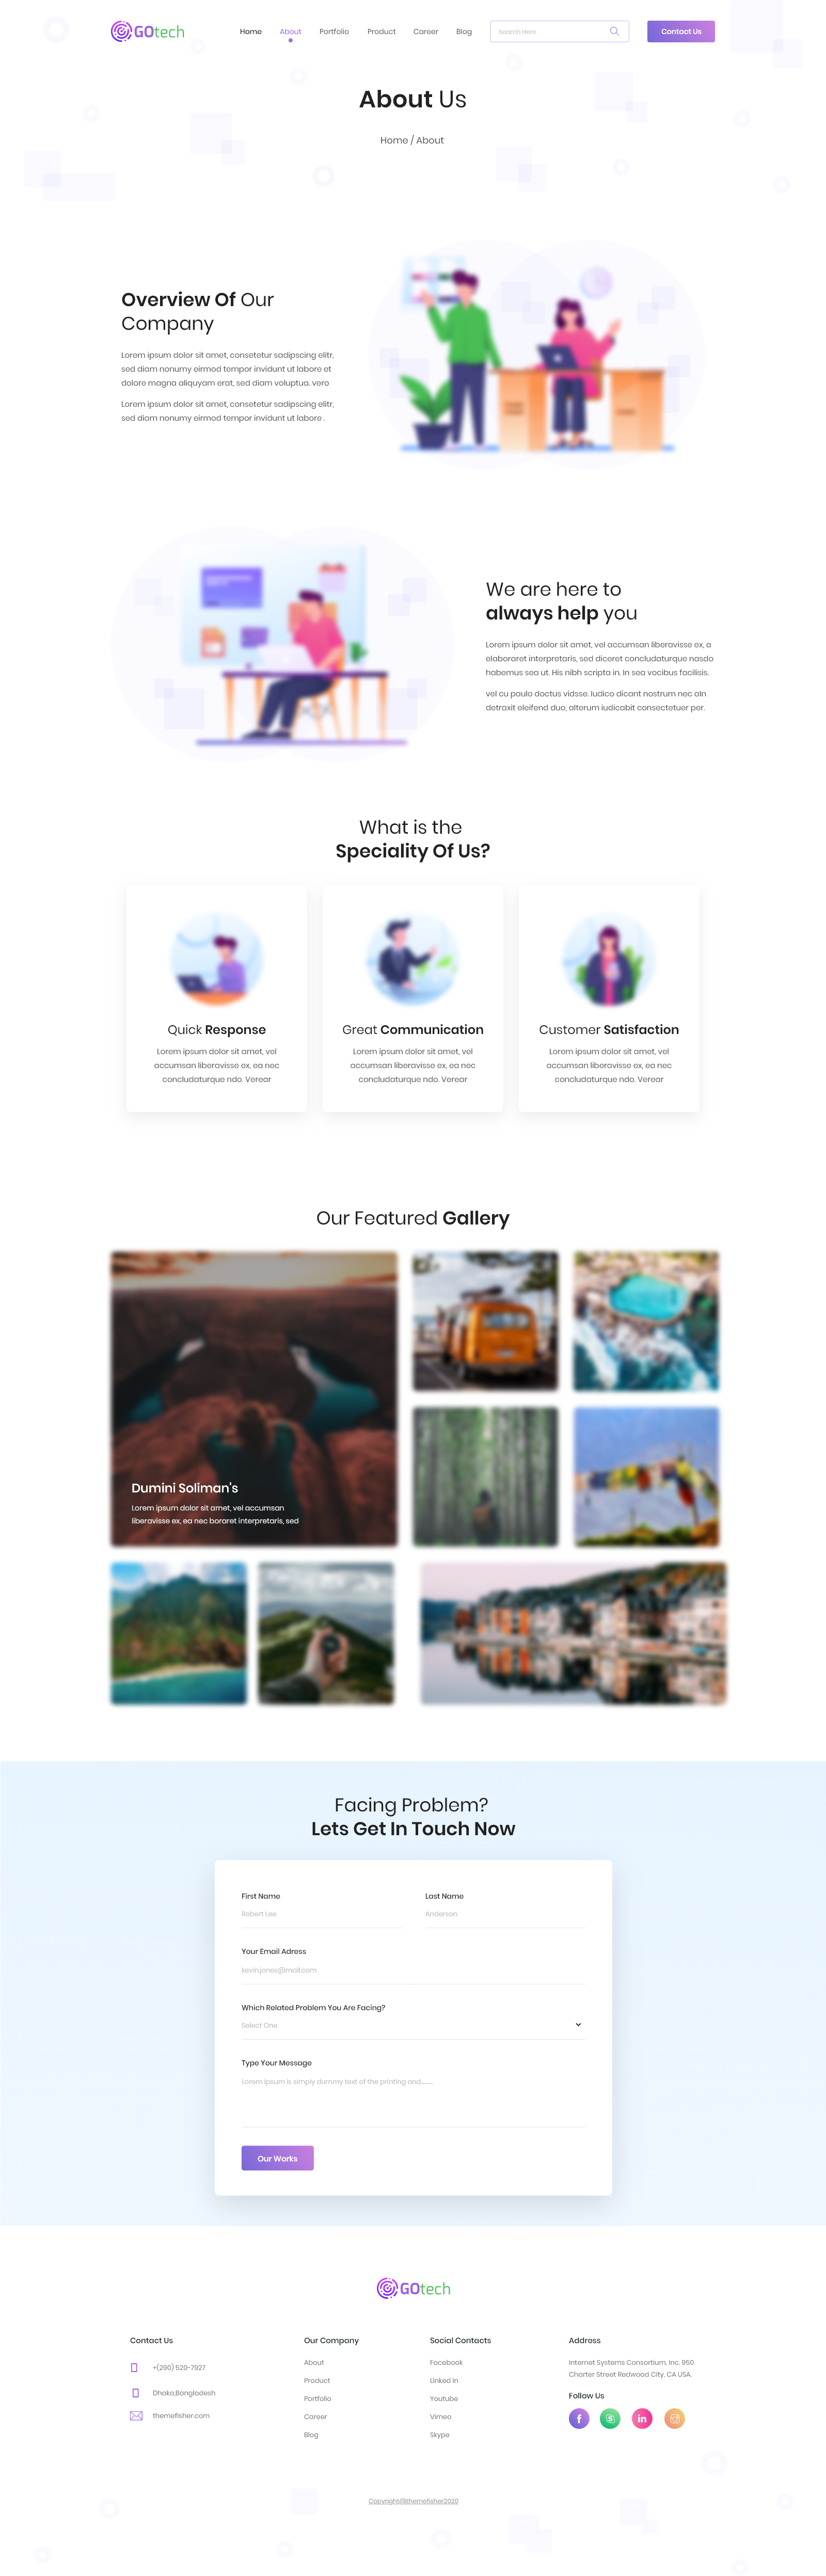 GOtech
Home About Portfolio Product Career Blog Search Here Contact Us
About Us
Home / About
Overview Of Our
Company
Lorem ipsum dolor sit amet, consetetur sadipscing elitr,
sed diam nonumy eirmod tempor invidunt ut labore et
dolore magna aliquyam erat, sed diam voluptua. vero
Lorem ipsum dolor sit amet, consetetur sadipscing elitr,
sed diam nonumy eirmod tempor invidunt ut labore .
We are here to
always help you
Lorem ipsum dolor sit amet, vel accumsan liberavisse ex, a
elaboraret interpretaris, sed diceret concludaturque nasdo
habemus sea ut. His nibh scripta in. In sea vocibus facilisis.
vel cu paulo doctus vidsse. Iudico dicant nostrum nec aIn
detraxit eleifend duo, alterum iudicabit consectetuer per.
What is the
Speciality Of Us?
Quick Response
Lorem ipsum dolor sit amet, vel
accumsan liberavisse ex, ea nec
concludaturque ndo. Verear
Great Communication
Lorem ipsum dolor sit amet, vel
accumsan liberavisse ex, ea nec
concludaturque ndo. Verear
Customer Satisfaction
Lorem ipsum dolor sit amet, vel
accumsan liberavisse ex, ea nec
concludaturque ndo. Verear
Our Featured Gallery
Dumini Soliman's
Lorem ipsum dolor sit amet, vel accumsan
liberavisse ex, ea nec boraret interpretaris, sed
Facing Problem?
Lets Get In Touch Now
First Name Last Name
Robert Lee Anderson
Your Email Adress
kevin.jones@mail.com
Which Related Problem You Are Facing?
Select One
Type Your Message
Lorem Ipsum is simply dummy text of the printing and.........
Our Works
GOtech
Contact Us
+(290) 520-7927
Dhaka,Bangladesh
themefisher.com
Our Company
About
Product
Portfolio
Career
Blog
Social Contacts
Facebook
Linked In
Youtube
Vimeo
Skype
Address
Internet Systems Consortium, Inc. 950
Charter Street Redwood City, CA USA.
Follow Us
Copyright@themefisher2020